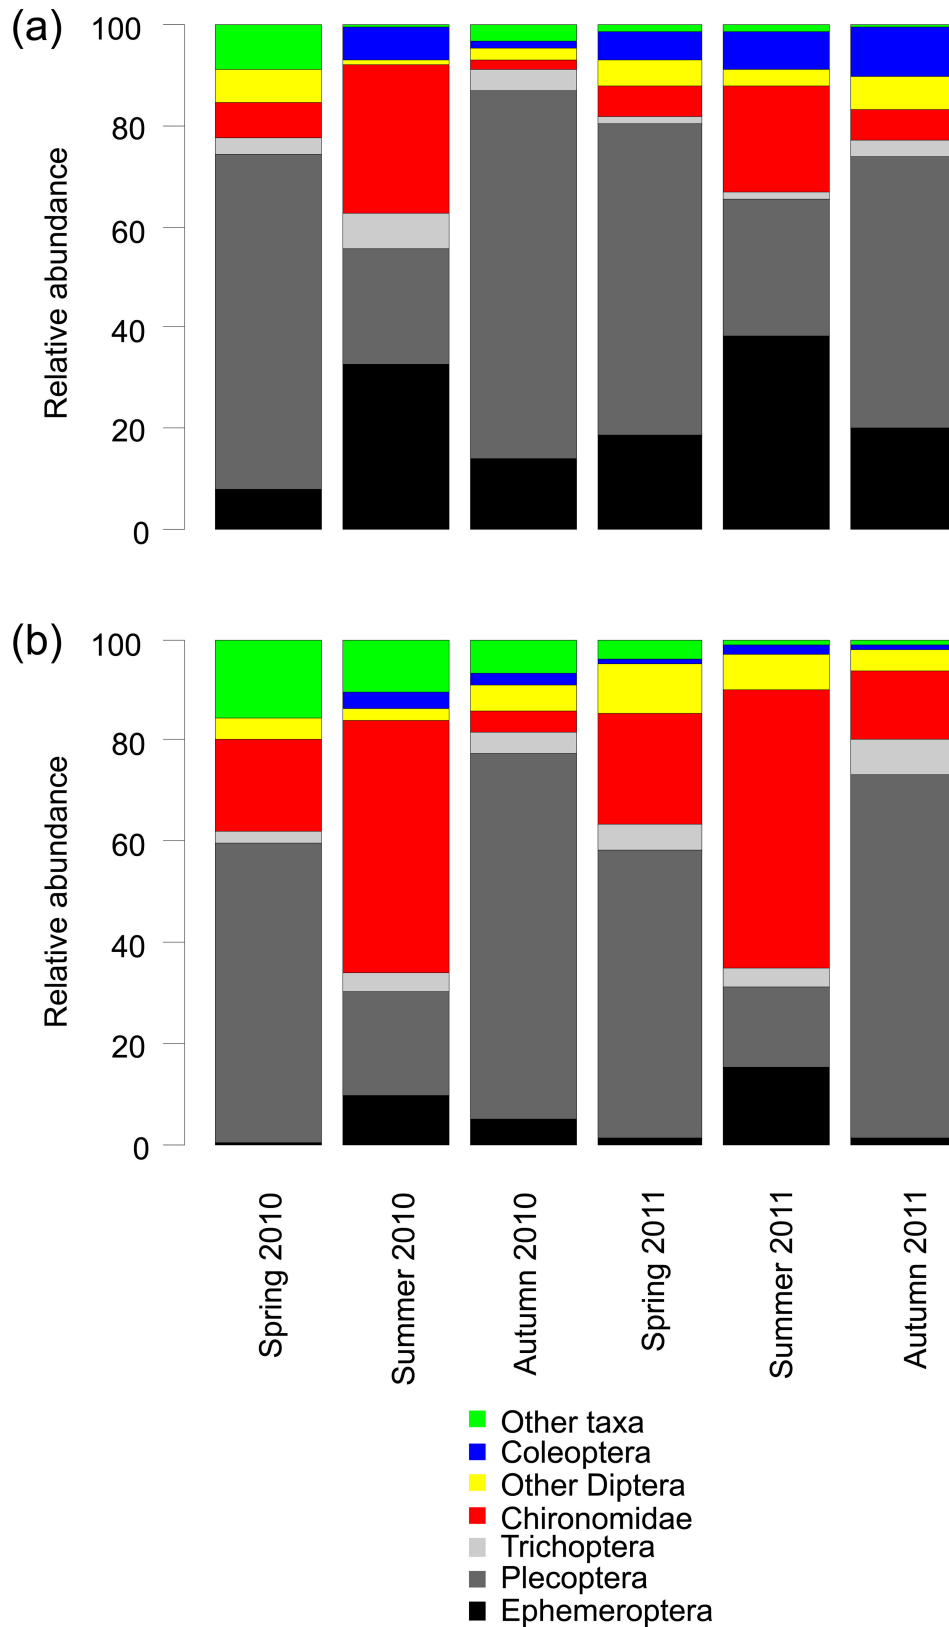 (a)
Relative abundance
100
80
60
40
20
0
(b)
Relative abundance
100
80
60
40
20
0
Spring 2010
Summer 2010
Autumn 2010
Spring 2011
Summer 2011
Autumn 2011
Other taxa
Coleoptera
Other Diptera
Chironomidae
Trichoptera
Plecoptera
Ephemeroptera